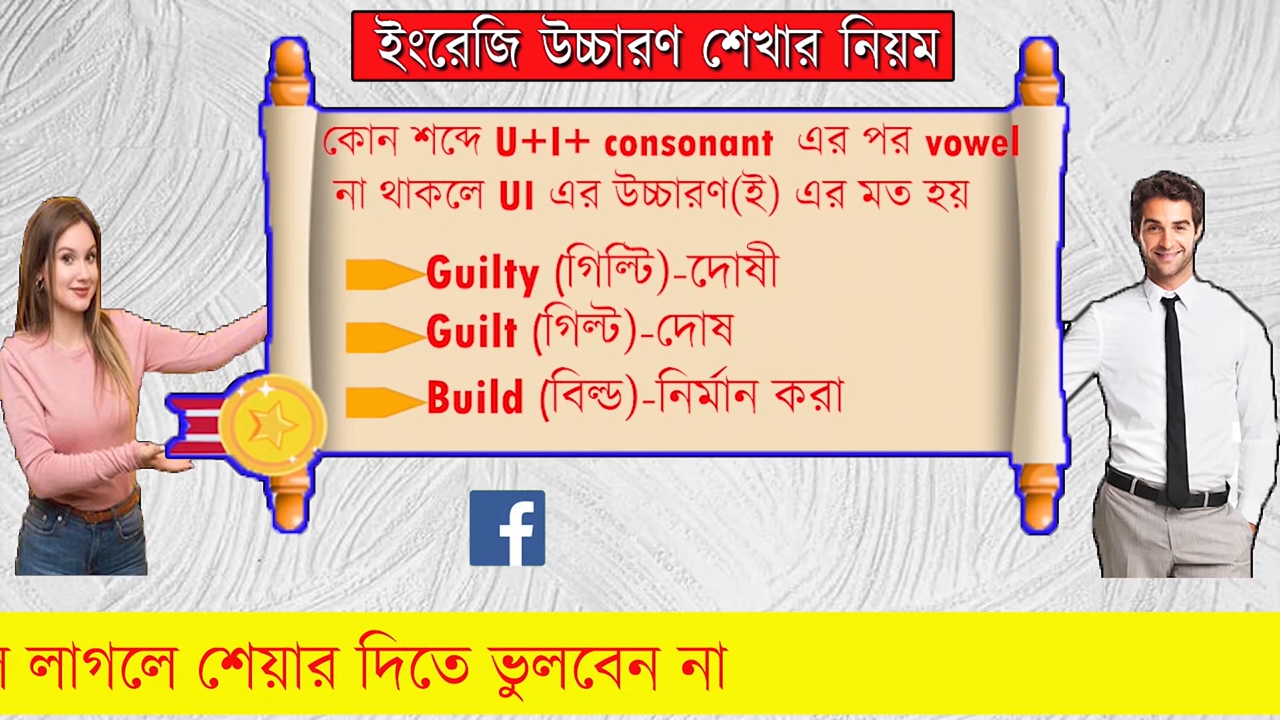 ইংরেজি উচ্চারণ শেখার নিয়ম
কোন শব্দে U+I+ consonant এর পর vowel
না থাকলে UI এর উচ্চারণ(ই) এর মত হয়
Guilty (গিল্টি)-দোষী
Guilt (গিল্ট)-দোষ
Build (বিল্ড)-নির্মান করা
লাগলে শেয়ার দিতে ভুলবেন না